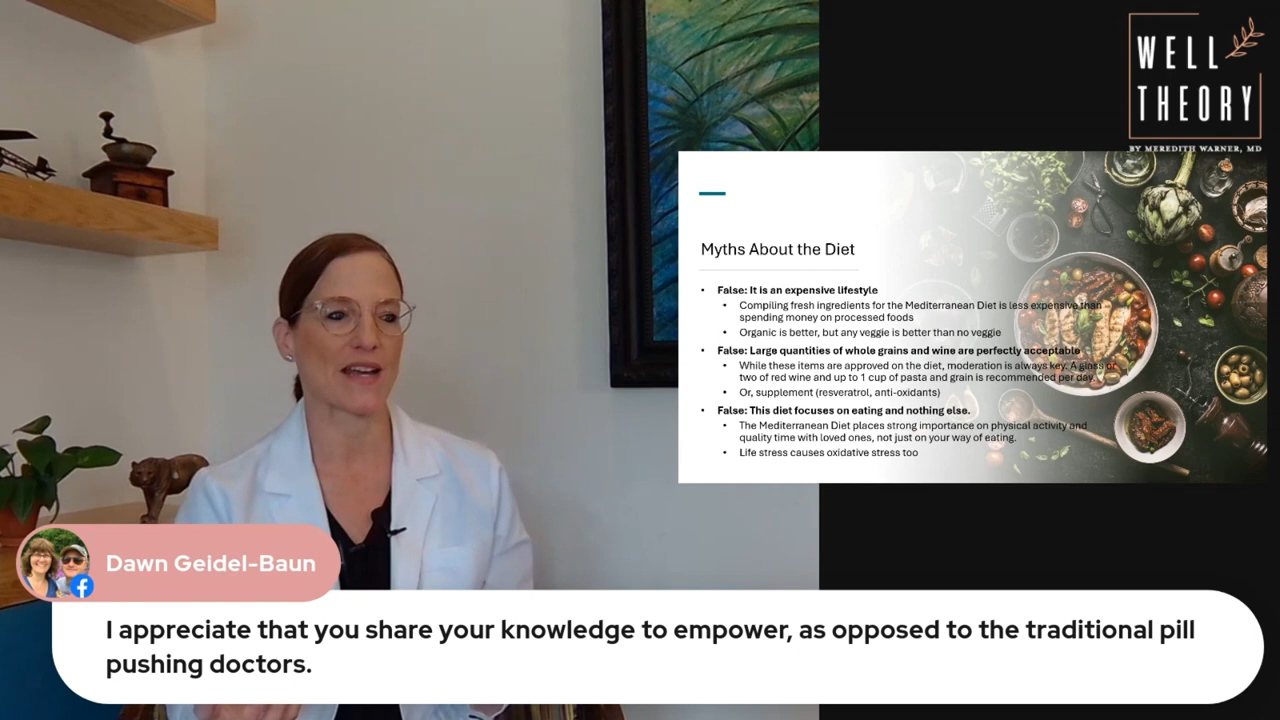 WELL
THEORY
BY MEREDITH WARNER, MD
Myths About the Diet
• False: It is an expensive lifestyle
• Compiling fresh ingredients for the Mediterranean Diet is less expensive than
spending money on processed foods
• Organic is better, but any veggie is better than no veggie
• False: Large quantities of whole grains and wine are perfectly acceptable
• While these items are approved on the diet, moderation is always key. A glass or
two of red wine and up to 1 cup of pasta and grain is recommended per day.
• Or, supplement (resveratrol, anti-oxidants)
• False: This diet focuses on eating and nothing else.
• The Mediterranean Diet places strong importance on physical activity and
quality time with loved ones, not just on your way of eating.
• Life stress causes oxidative stress too
Dawn Geidel-Baun
I appreciate that you share your knowledge to empower, as opposed to the traditional pill
pushing doctors.